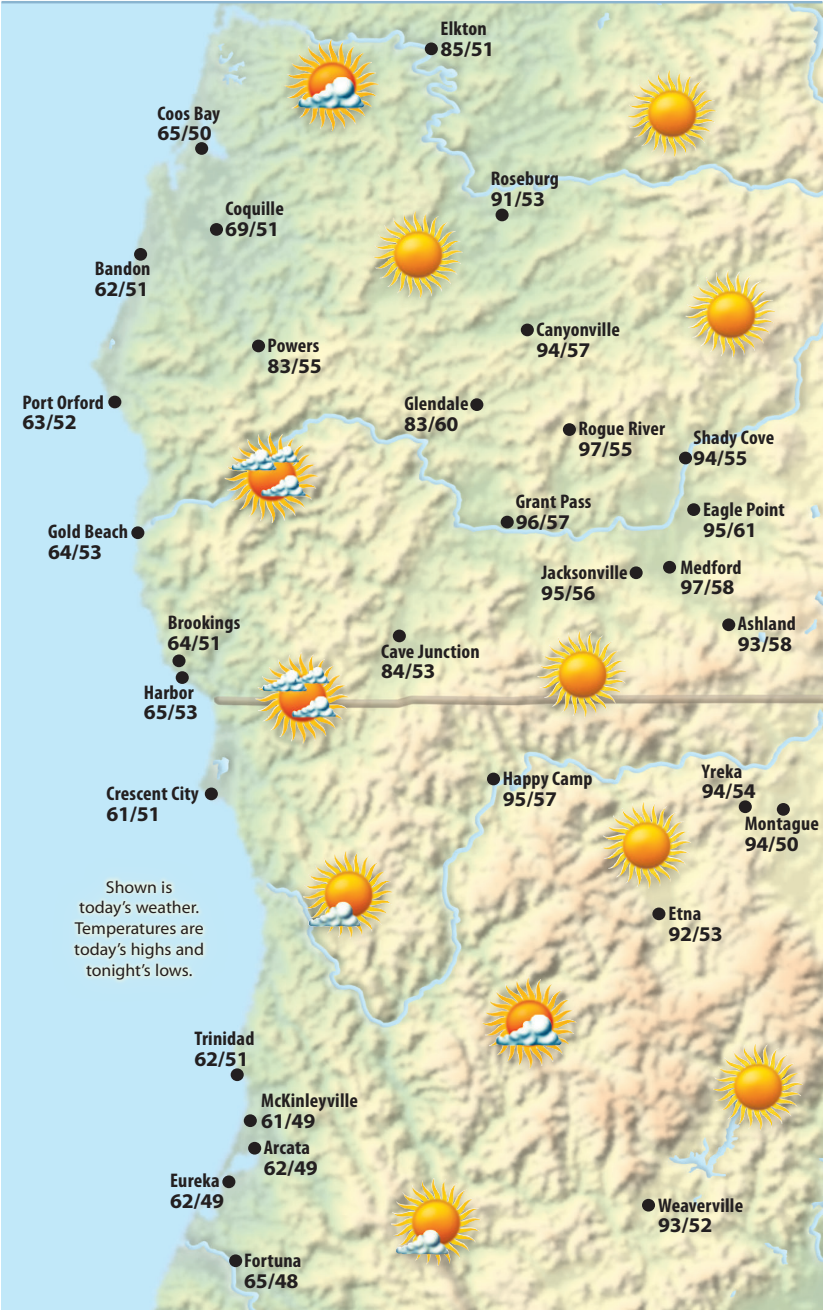 Elkton
85/51
Coos Bay
65/50
Roseburg
91/53
Coquille
69/51
Bandon
62/51
Canyonville
94/57
Powers
83/55
Port Orford
63/52
Glendale
83/60
Rogue River
97/55
Shady Cove
94/55
Grant Pass
96/57
Eagle Point
95/61
Gold Beach
64/53
Jacksonville
95/56
Medford
97/58
Brookings
64/51
Ashland
93/58
Cave Junction
84/53
Harbor
65/53
Happy Camp
95/57
Yreka
94/54
Crescent City
61/51
Montague
94/50
Shown is
today's weather.
Temperatures are
today's highs and
tonight's lows.
Etna
92/53
Trinidad
62/51
McKinleyville
61/49
Arcata
62/49
Eureka
62/49
Weaverville
93/52
Fortuna
65/48